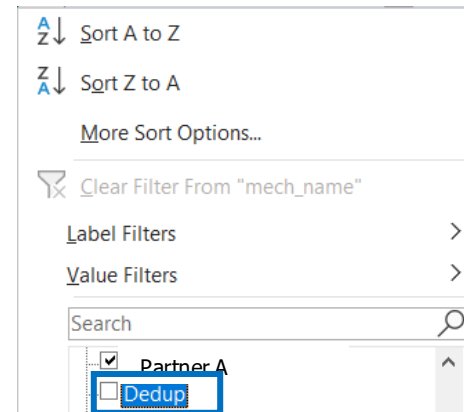 Sort A to Z
Sort Z to A
More Sort Options...
Clear Filter From "mech_name"
Label Filters
Value Filters
Search
Partner A
Dedup